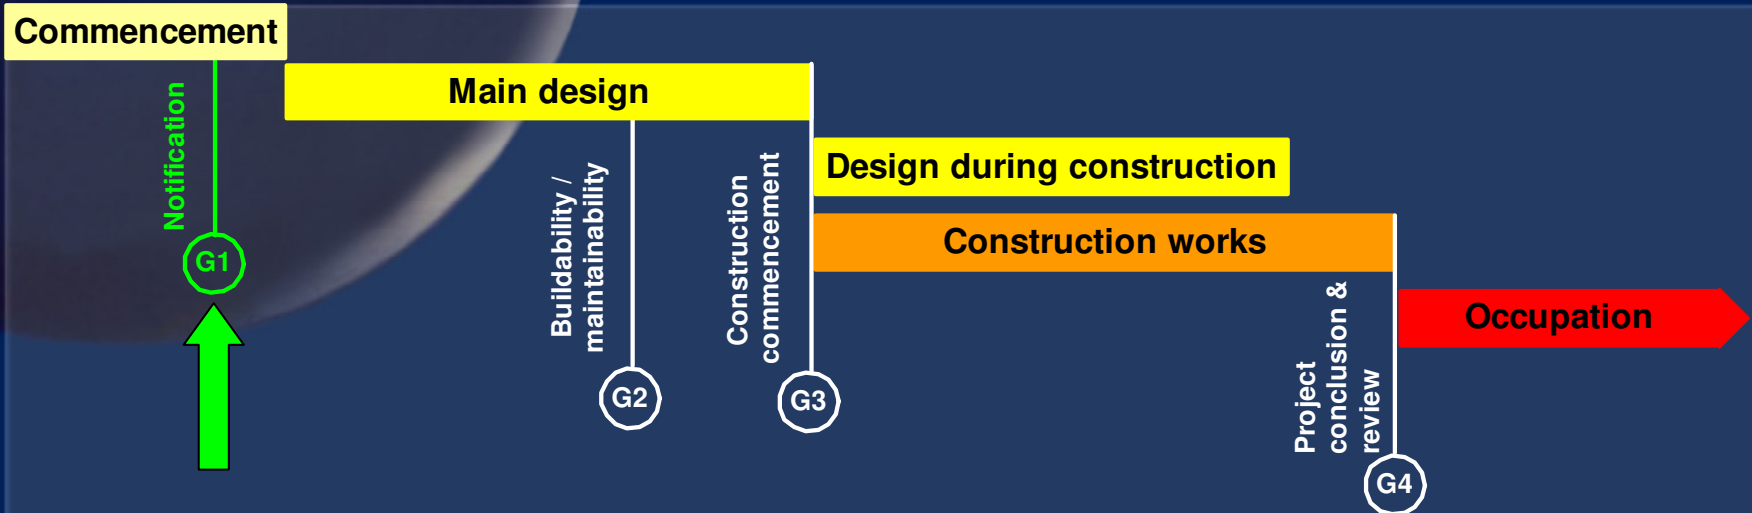 Commencement
Notification
G1
Main design
Buildability /
maintainability
G2
Construction
commencement
G3
Design during construction
Construction works
Project
conclusion &
review
G4
Occupation